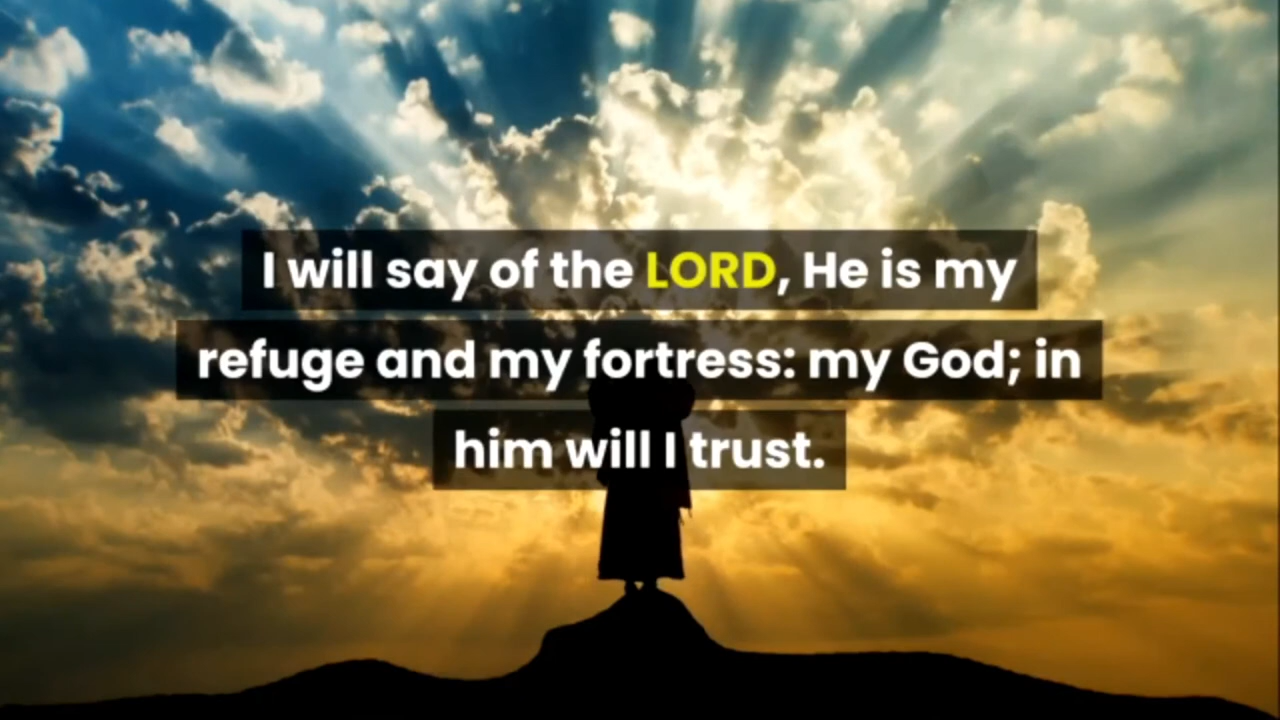 I will say of the LORD, He is my
refuge and my fortress: my God; in
him will I trust.